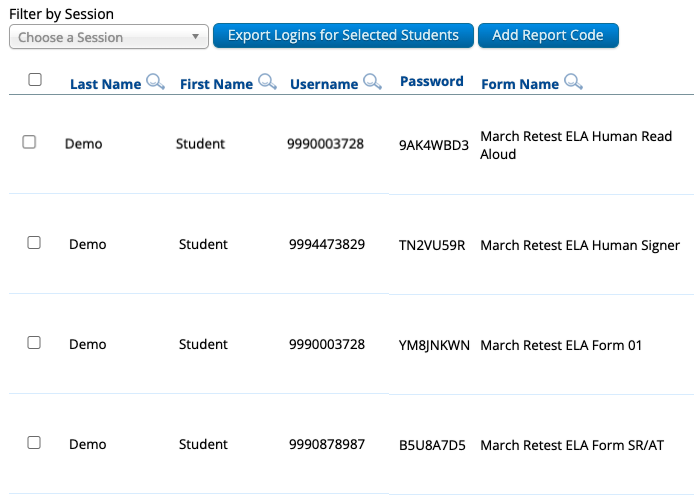 Filter by Session
Choose a Session Export Logins for Selected Students Add Report Code
Last Name First Name Username Password Form Name
Demo Student 9990003728 9AK4WBD3 March Retest ELA Human Read
Aloud
Demo Student 9994473829 TN2VU59R March Retest ELA Human Signer
Demo Student 9990003728 YM8JNKWN March Retest ELA Form 01
Demo Student 9990878987 B5U8A7D5 March Retest ELA Form SR/AT